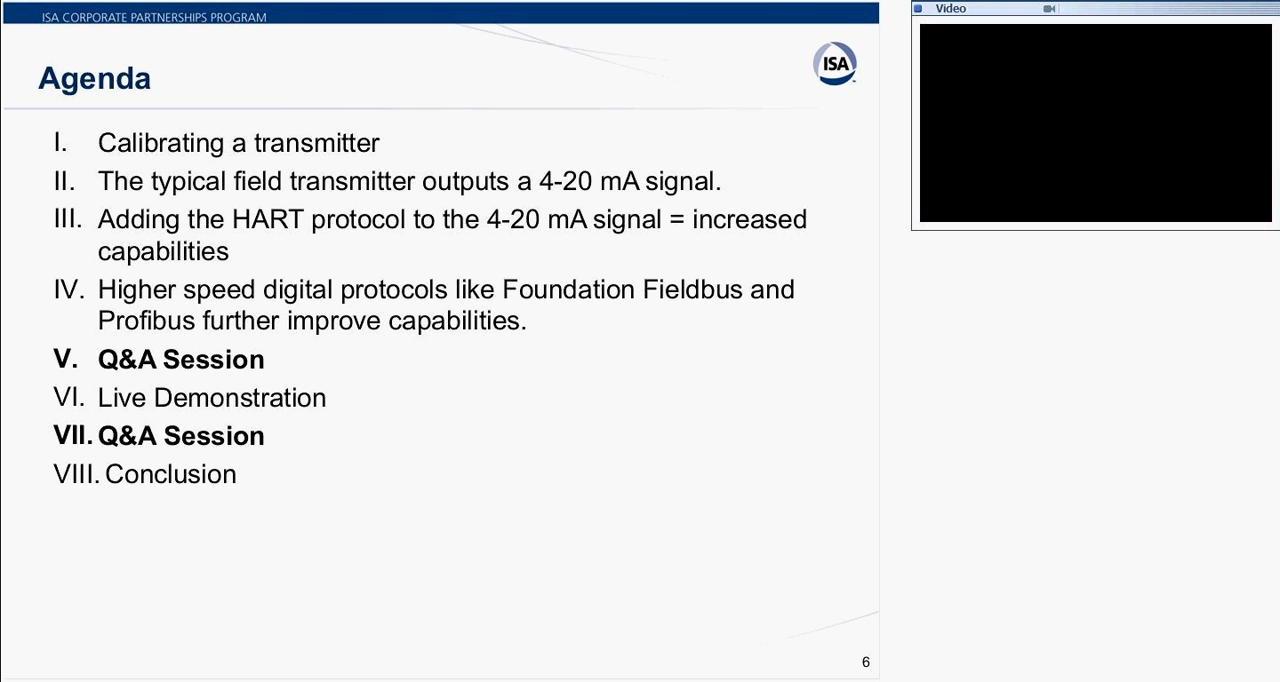 ISA CORPORATE PARTNERSHIPS PROGRAM
Video
ISA
Agenda
I. Calibrating a transmitter
II. The typical field transmitter outputs a 4-20 mA signal.
III. Adding the HART protocol to the 4-20 mA signal = increased
capabilities
IV. Higher speed digital protocols like Foundation Fieldbus and
Profibus further improve capabilities.
V. Q&A Session
VI. Live Demonstration
VII. Q&A Session
VIII. Conclusion
6